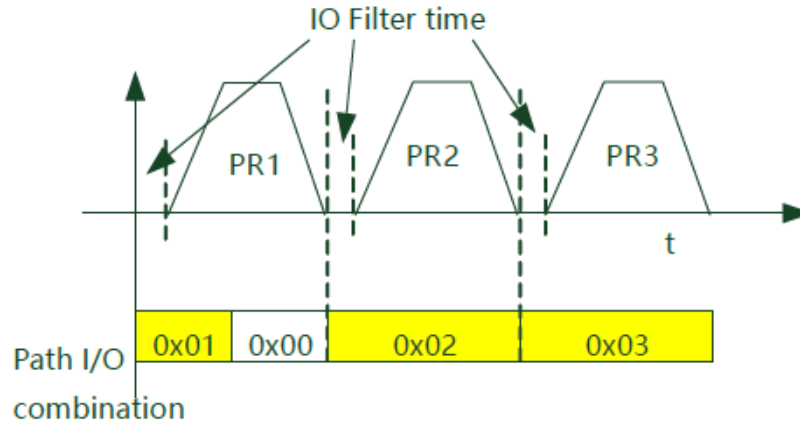 IO Filter time
PR1
PR2
PR3
t
0x01
0x00
0x02
0x03
Path I/O
combination